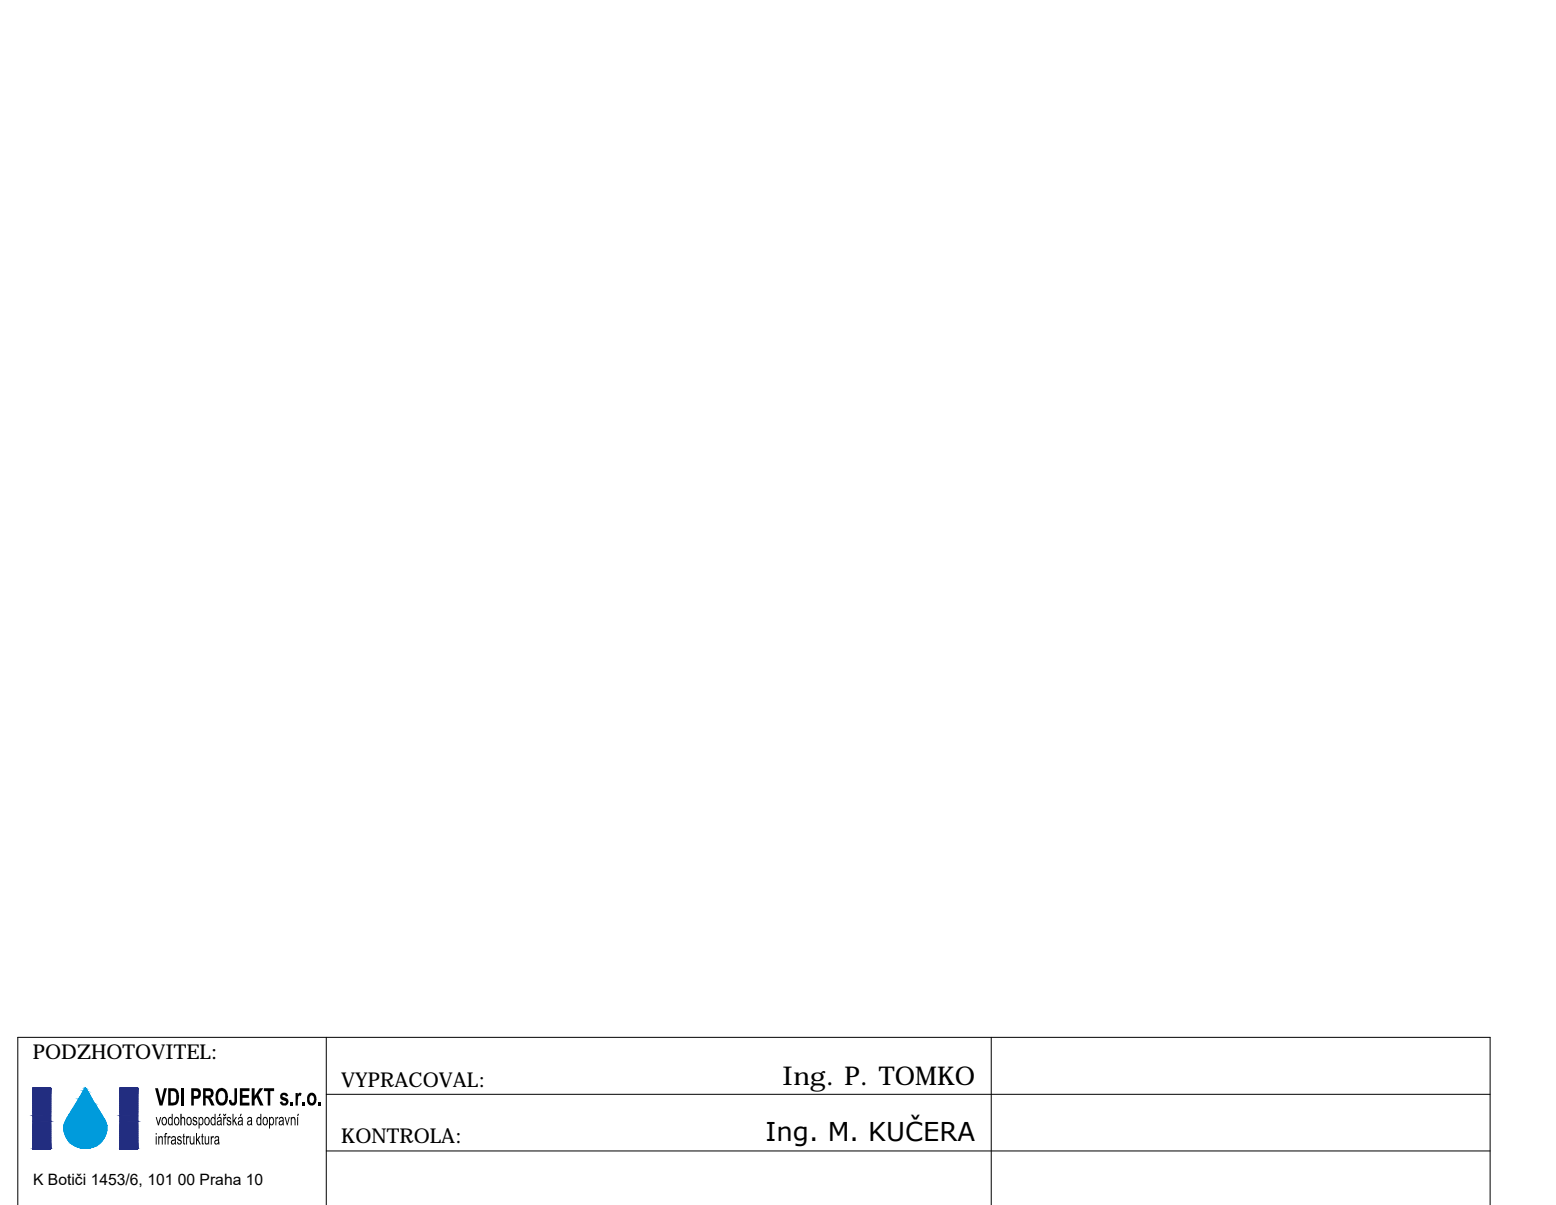 PODZHOTOVITEL:
VDI PROJEKT s.r.o.
vodohospodářská a dopravní
infrastruktura
K Botiči 1453/6, 101 00 Praha 10
VYPRACOVAL: Ing. P. TOMKO
KONTROLA: Ing. M. KUČERA